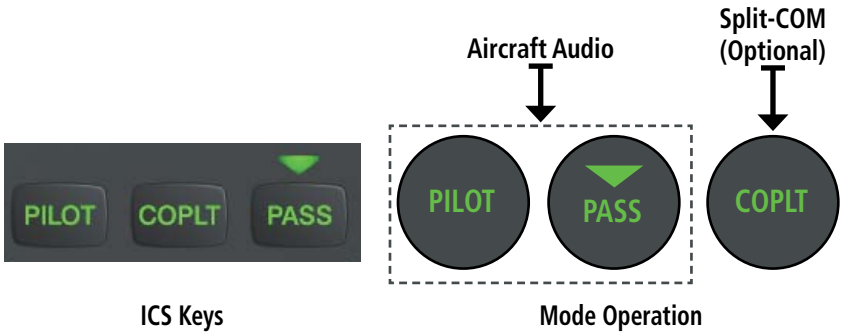 Split-COM
(Optional)
Aircraft Audio
PILOT COPLT PASS
PILOT PASS COPLT
ICS Keys
Mode Operation